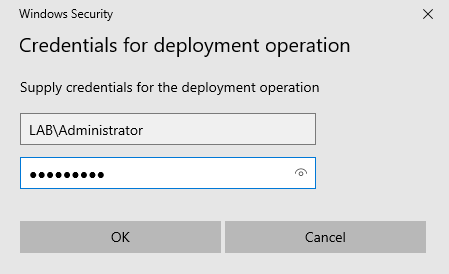 Windows Security
Credentials for deployment operation
Supply credentials for the deployment operation
LAB\Administrator
●●●●●●●●●
OK
Cancel